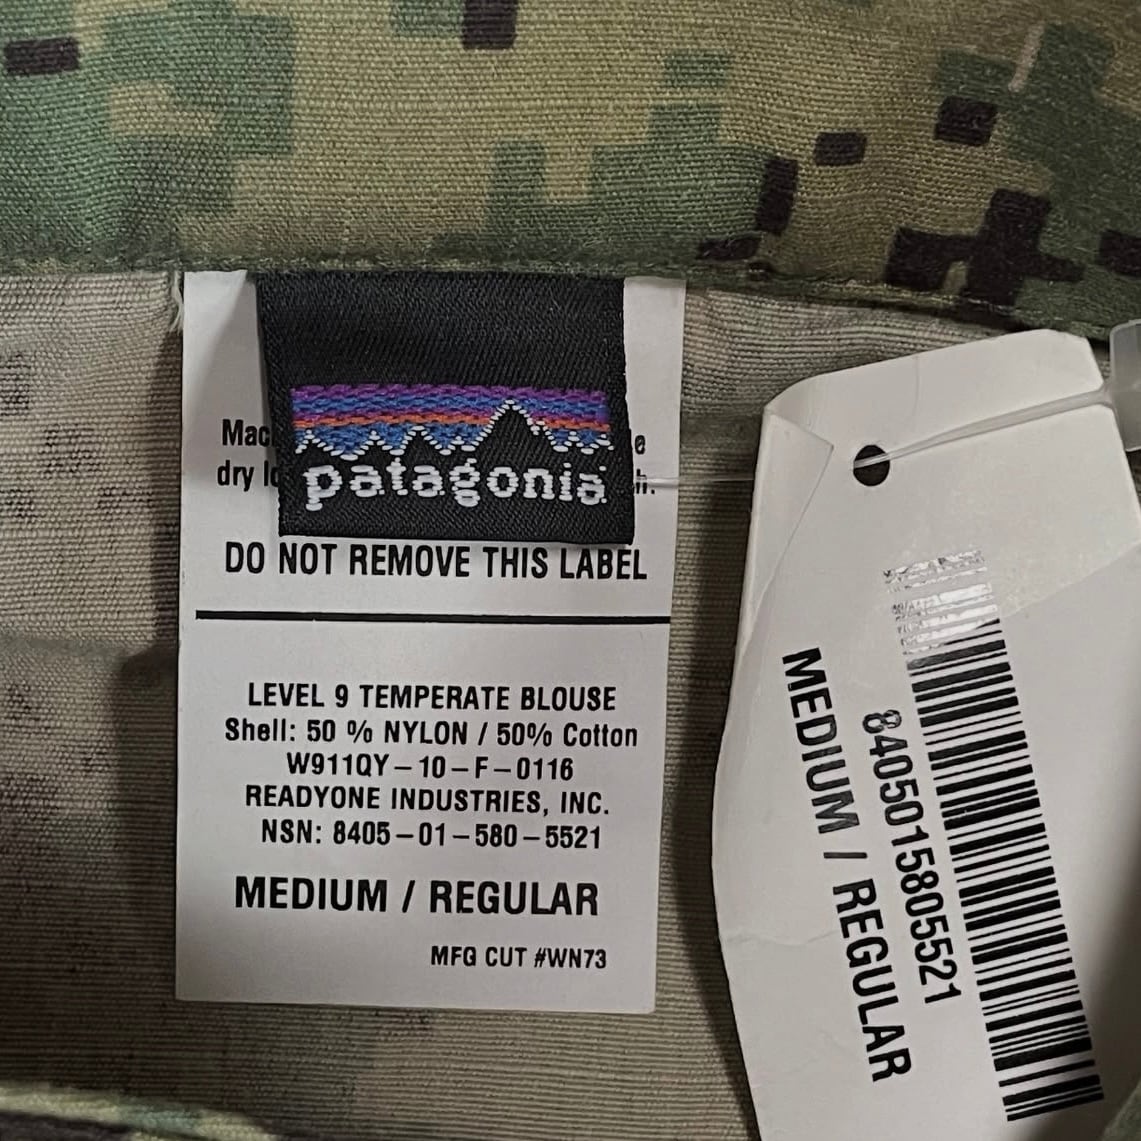 patagonia
dry
DO NOT REMOVE THIS LABEL
LEVEL 9 TEMPERATE BLOUSE
Shell: 50 % NYLON / 50% Cotton
W911QY-10-F-0116
READYONE INDUSTRIES, INC.
NSN: 8405-01-580-5521
MEDIUM / REGULAR
MFG CUT #WN73
8405015805521
MEDIUM / REGULAR